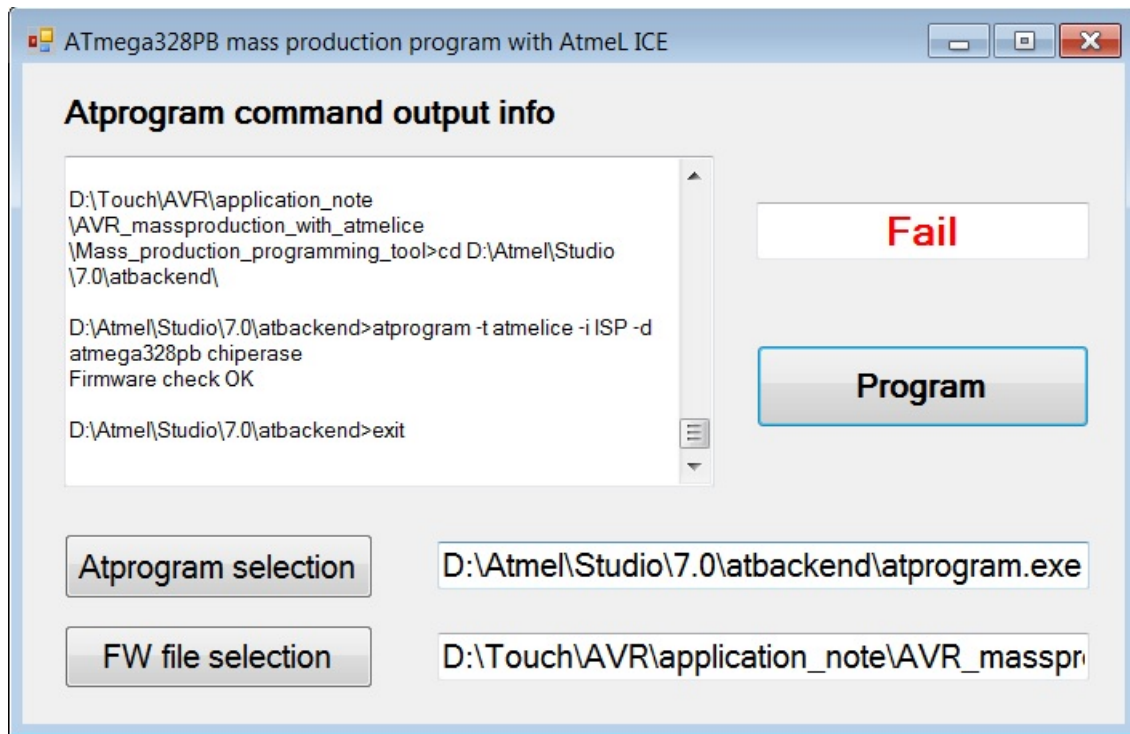 ATmega328PB mass production program with AtmeL ICE
Atprogram command output info
D:\Touch\AVR\application_note
\AVR_massproduction_with_atmelice
\Mass_production_programming_tool>cd D:\Atmel\Studio
\7.0\atbackend\
D:\Atmel\Studio\7.0\atbackend>atprogram -t atmelice -i ISP -d
atmega328pb chiperase
Firmware check OK
D:\Atmel\Studio\7.0\atbackend>exit
Fail
Program
Atprogram selection
D:\Atmel\Studio\7.0\atbackend\atprogram.exe
FW file selection
D:\Touch\AVR\application_note\AVR_masspr